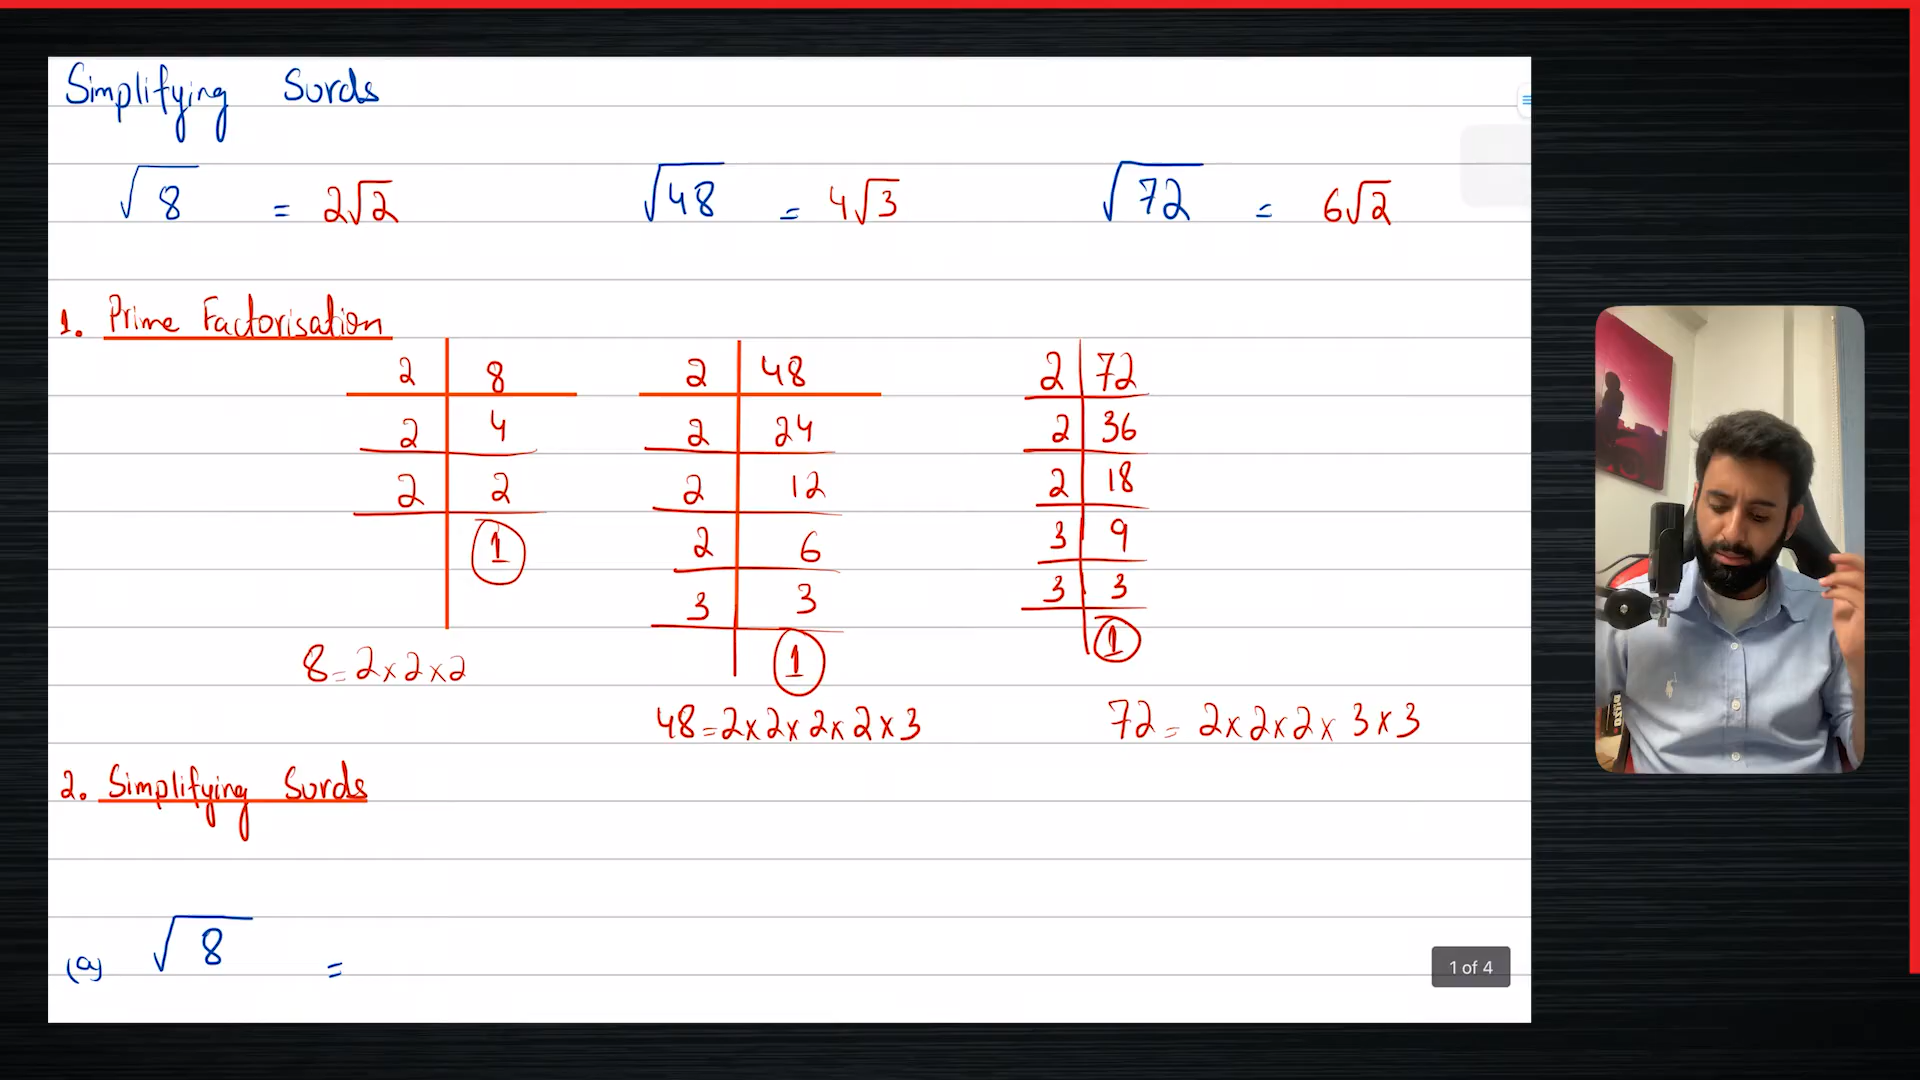 Simplifying Surds
√8 = 2√2 √48 = 4√3 √72 = 6√2
1. Prime Factorisation
2 8
2 4
2 2
1
8 = 2 × 2 × 2
2 48
2 24
2 12
2 6
3 3
1
48 = 2 × 2 × 2 × 2 × 3
2 72
2 36
2 18
3 9
3 3
1
72 = 2 × 2 × 2 × 3 × 3
2. Simplifying Surds
(a) √8 =
1 of 4